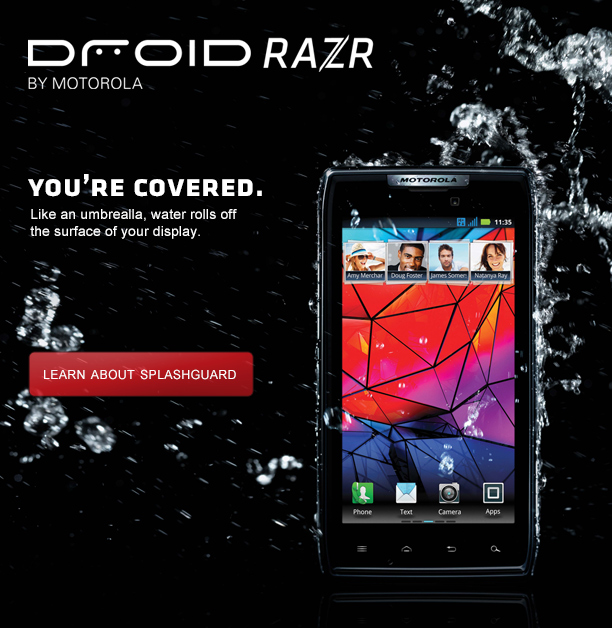 DROID RAZR
BY MOTOROLA
YOU'RE COVERED.
Like an umbrealla, water rolls off
the surface of your display.
LEARN ABOUT SPLASHGUARD
MOTOROLA
11:35
Amy Merchar
Doug Foster
James Somers
Natanya Ray
Phone
Text
Camera
Apps